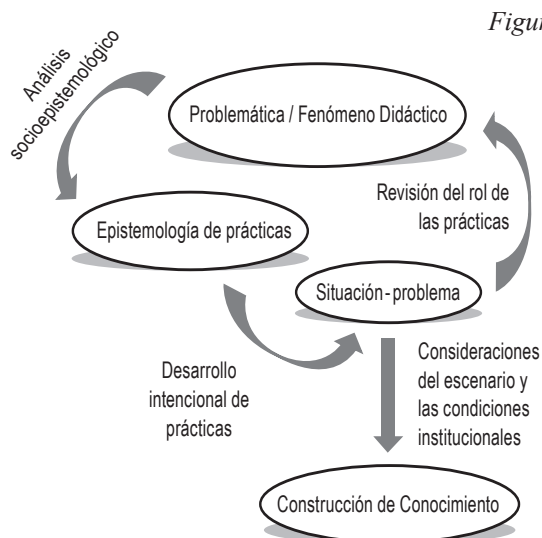 Figur
Análisis
socioepistemológico
Problemática / Fenómeno Didáctico
Revisión del rol de
las prácticas
Epistemología de prácticas
Situación-problema
Desarrollo
intencional de
prácticas
Consideraciones
del escenario y
las condiciones
institucionales
Construcción de Conocimiento